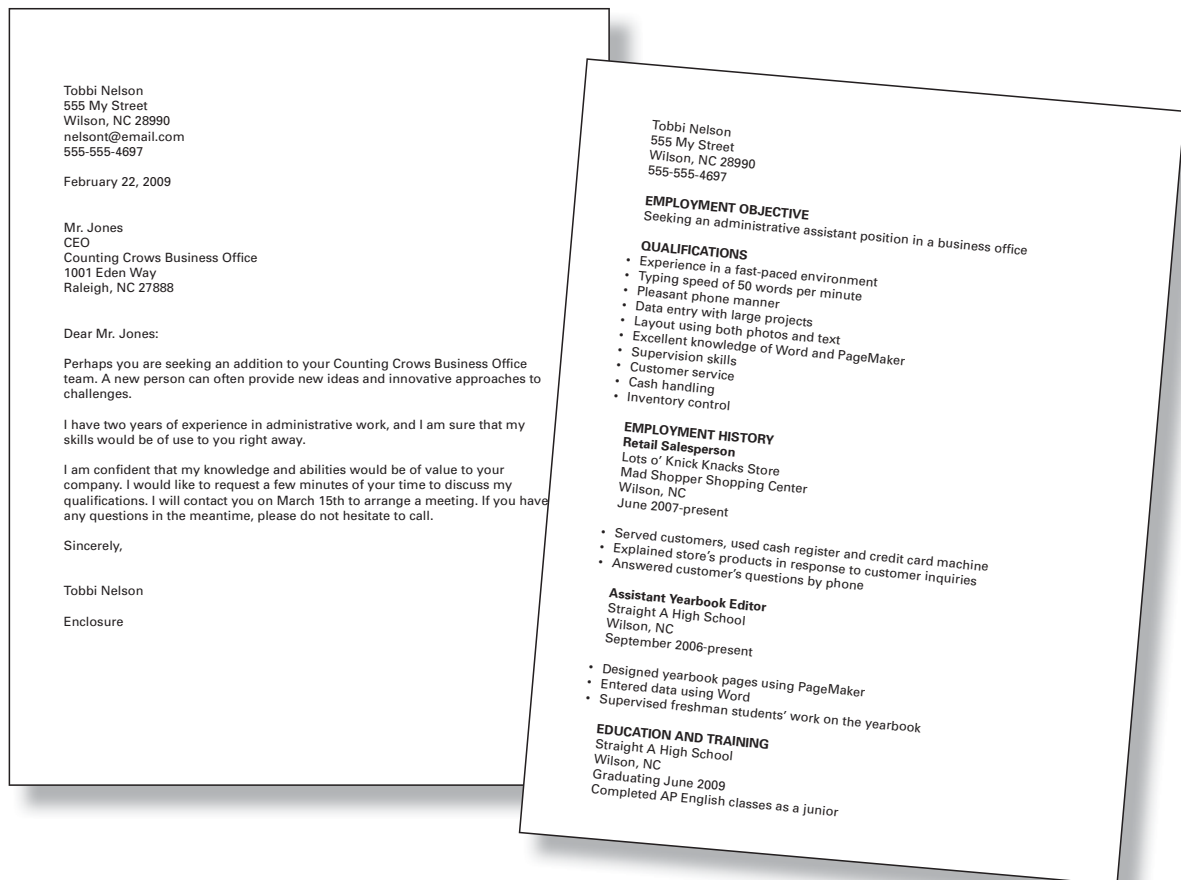 Tobbi Nelson
555 My Street
Wilson, NC 28990
nelsont@email.com
555-555-4697
February 22, 2009
Mr. Jones
CEO
Counting Crows Business Office
1001 Eden Way
Raleigh, NC 27888
Dear Mr. Jones:
Perhaps you are seeking an addition to your Counting Crows Business Office
team. A new person can often provide new ideas and innovative approaches to
challenges.
I have two years of experience in administrative work, and I am sure that my
skills would be of use to you right away.
I am confident that my knowledge and abilities would be of value to your
company. I would like to request a few minutes of your time to discuss my
qualifications. I will contact you on March 15th to arrange a meeting. If you have
any questions in the meantime, please do not hesitate to call.
Sincerely,
Tobbi Nelson
Enclosure
Tobbi Nelson
555 My Street
Wilson, NC 28990
555-555-4697
EMPLOYMENT OBJECTIVE
Seeking an administrative assistant position in a business office
QUALIFICATIONS
• Experience in a fast-paced environment
• Typing speed of 50 words per minute
• Pleasant phone manner
• Data entry with large projects
• Layout using both photos and text
• Excellent knowledge of Word and PageMaker
• Supervision skills
• Customer service
• Cash handling
• Inventory control
EMPLOYMENT HISTORY
Retail Salesperson
Lots o’ Knick Knacks Store
Mad Shopper Shopping Center
Wilson, NC
June 2007-present
• Served customers, used cash register and credit card machine
• Explained store’s products in response to customer inquiries
• Answered customer’s questions by phone
Assistant Yearbook Editor
Straight A High School
Wilson, NC
September 2006-present
• Designed yearbook pages using PageMaker
• Entered data using Word
• Supervised freshman students’ work on the yearbook
EDUCATION AND TRAINING
Straight A High School
Wilson, NC
Graduating June 2009
Completed AP English classes as a junior